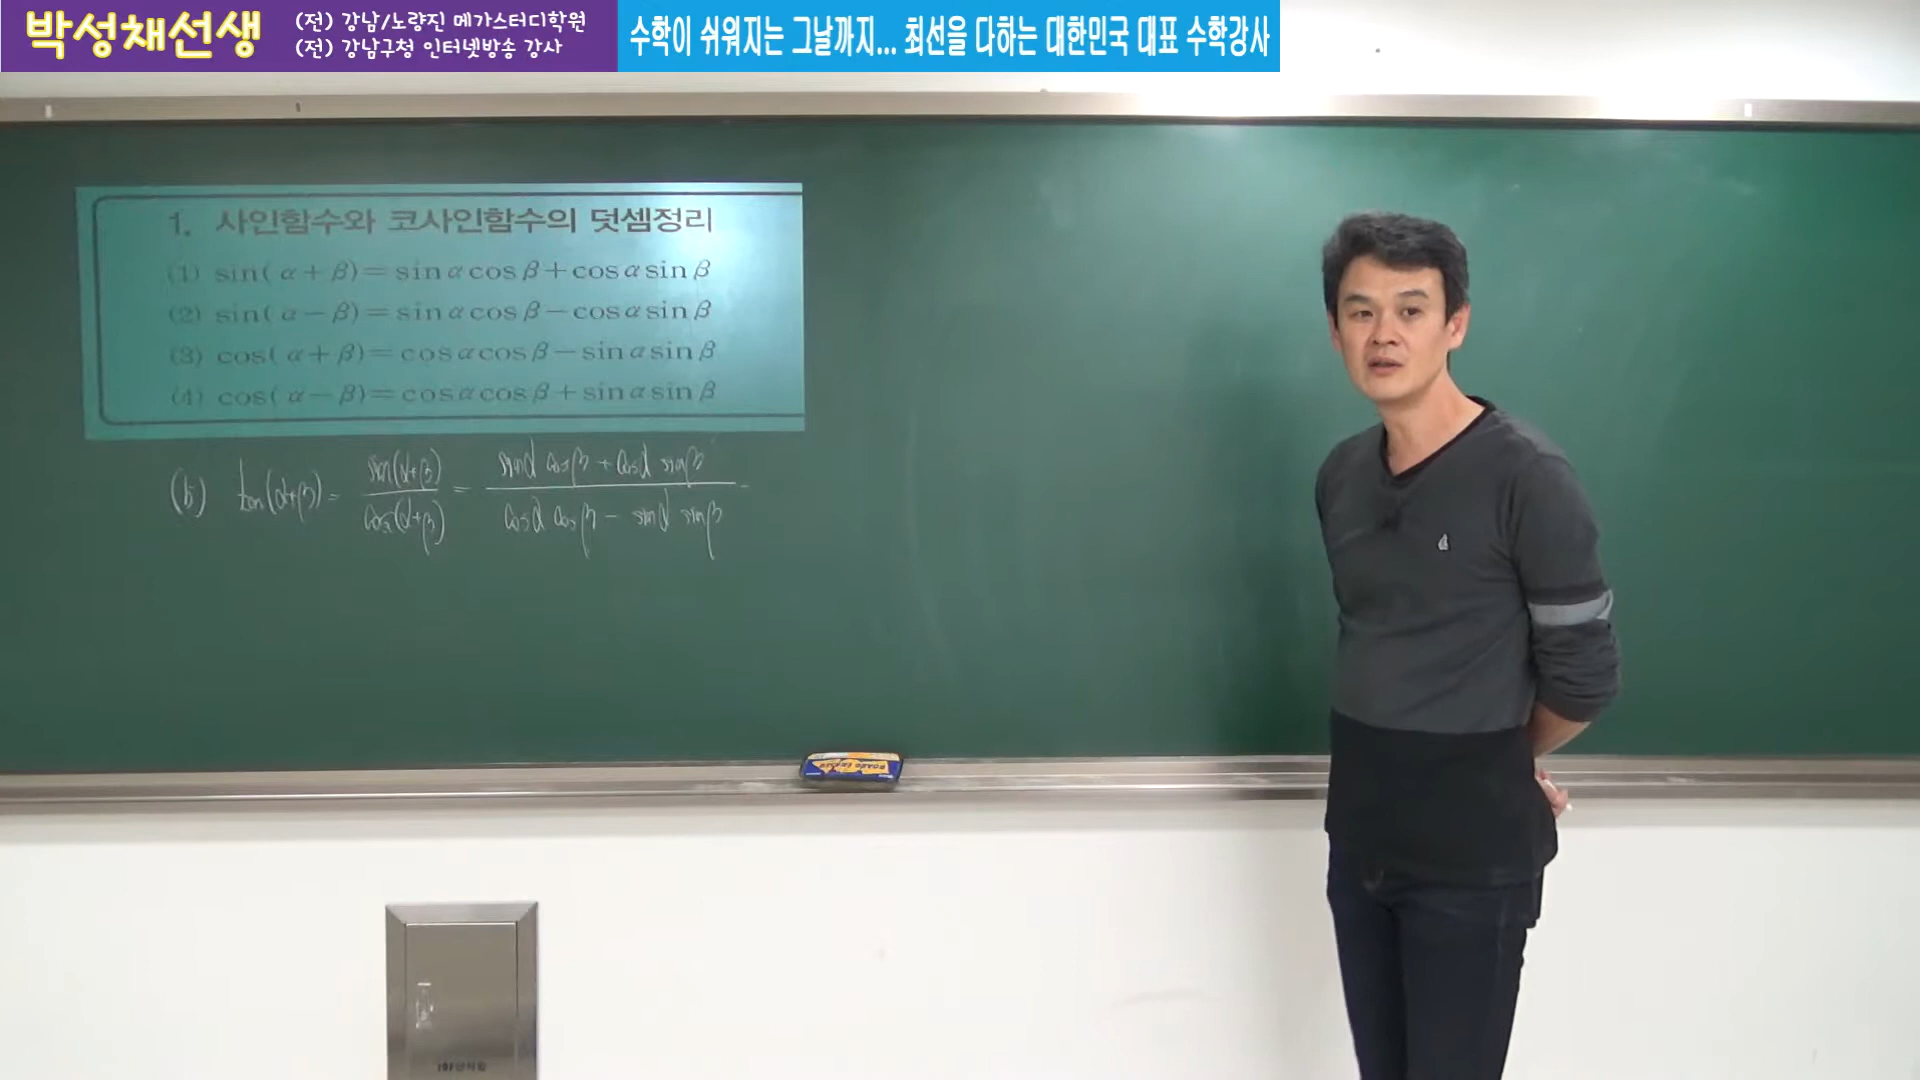 박성채선생
(전) 강남/노량진 메가스터디학원
(전) 강남구청 인터넷방송 강사
수학이 쉬워지는 그날까지... 최선을 다하는 대한민국 대표 수학강사
1. 사인함수와 코사인함수의 덧셈정리
(1) sin(α+β)=sinαcosβ+cosαsinβ
(2) sin(α-β)=sinαcosβ-cosαsinβ
(3) cos(α+β)=cosαcosβ-sinαsinβ
(4) cos(α-β)=cosαcosβ+sinαsinβ
(5) tan(α+β)= sin(α+β)/cos(α+β) = (sinα cosβ + cosα sinβ)/(cosα cosβ - sinα sinβ) =